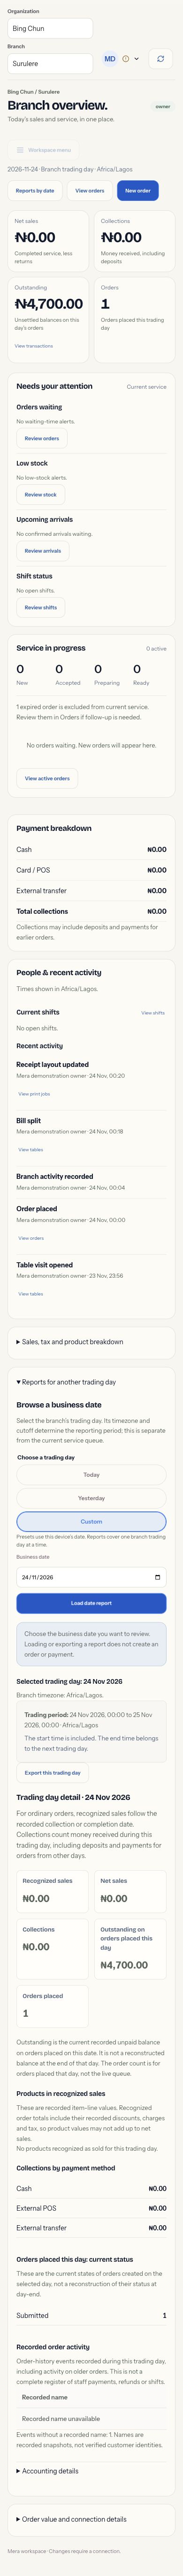 Organization
Bing Chun
Branch
Surulere
MD
Bing Chun / Surulere
Branch overview.
owner
Today's sales and service, in one place.
Workspace menu
2026-11-24 · Branch trading day · Africa/Lagos
Reports by date
View orders
New order
Net sales
₦0.00
Completed service, less
returns
Collections
₦0.00
Money received, including
deposits
Outstanding
₦4,700.00
Unsettled balances on this
day's orders
View transactions
Orders
1
Orders placed this trading
day
Needs your attention
Current service
Orders waiting
No waiting-time alerts.
Review orders
Low stock
No low-stock alerts.
Review stock
Upcoming arrivals
No confirmed arrivals waiting.
Review arrivals
Shift status
No open shifts.
Review shifts
Service in progress
0 active
0 0 0 0
New Accepted Preparing Ready
1 expired order is excluded from current service.
Review them in Orders if follow-up is needed.
No orders waiting. New orders will appear here.
View active orders
Payment breakdown
Cash ₦0.00
Card / POS ₦0.00
External transfer ₦0.00
Total collections ₦0.00
Collections may include deposits and payments for
earlier orders.
People & recent activity
Times shown in Africa/Lagos.
Current shifts
View shifts
No open shifts.
Recent activity
Receipt layout updated
Mera demonstration owner · 24 Nov, 00:20
View print jobs
Bill split
Mera demonstration owner · 24 Nov, 00:18
View tables
Branch activity recorded
Mera demonstration owner · 24 Nov, 00:04
Order placed
Mera demonstration owner · 24 Nov, 00:00
View orders
Table visit opened
Mera demonstration owner · 23 Nov, 23:56
View tables
Sales, tax and product breakdown
Reports for another trading day
Browse a business date
Select the branch's trading day. Its timezone and
cutoff determine the reporting period; this is separate
from the current service queue.
Choose a trading day
Today
Yesterday
Custom
Presets use this device's date. Reports cover one branch trading
day at a time.
Business date
24/11/2026
Load date report
Choose the business date you want to review.
Loading or exporting a report does not create an
order or payment.
Selected trading day: 24 Nov 2026
Branch timezone: Africa/Lagos.
Trading period: 24 Nov 2026, 00:00 to 25 Nov
2026, 00:00 · Africa/Lagos
The start time is included. The end time belongs
to the next trading day.
Export this trading day
Trading day detail · 24 Nov 2026
For ordinary orders, recognized sales follow the
recorded collection or completion date.
Collections count money received during this
trading day, including deposits and payments for
orders from other days.
Recognized sales
₦0.00
Net sales
₦0.00
Collections
₦0.00
Outstanding on
orders placed this
day
₦4,700.00
Orders placed
1
Outstanding is the current recorded unpaid balance
on orders placed on this date. It is not a reconstructed
balance at the end of that day. The order count is for
orders placed that day, not the live queue.
Products in recognized sales
These are recorded item-line values. Recognized
order totals include their recorded discounts, charges
and tax, so product values may not add up to net
sales.
No products recognized as sold for this trading day.
Collections by payment method
Cash ₦0.00
External POS ₦0.00
External transfer ₦0.00
Orders placed this day: current status
These are the current states of orders created on the
selected day, not a reconstruction of their status at
day-end.
Submitted 1
Recorded order activity
Order-history events recorded during this trading day,
including activity on older orders. This is not a
complete register of staff payments, refunds or shifts.
Recorded name
Recorded name unavailable
Events without a recorded name: 1. Names are
recorded snapshots, not verified customer identities.
Accounting details
Order value and connection details
Mera workspace · Changes require a connection.